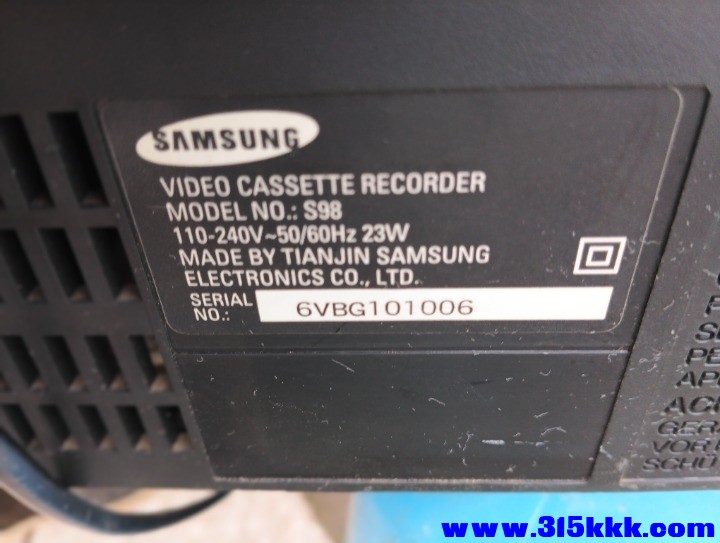 SAMSUNG
VIDEO CASSETTE RECORDER
MODEL NO.: S98
110-240V~50/60Hz 23W
MADE BY TIANJIN SAMSUNG
ELECTRONICS CO., LTD.
SERIAL
NO.: 6VBG101006
www.315kkk.com